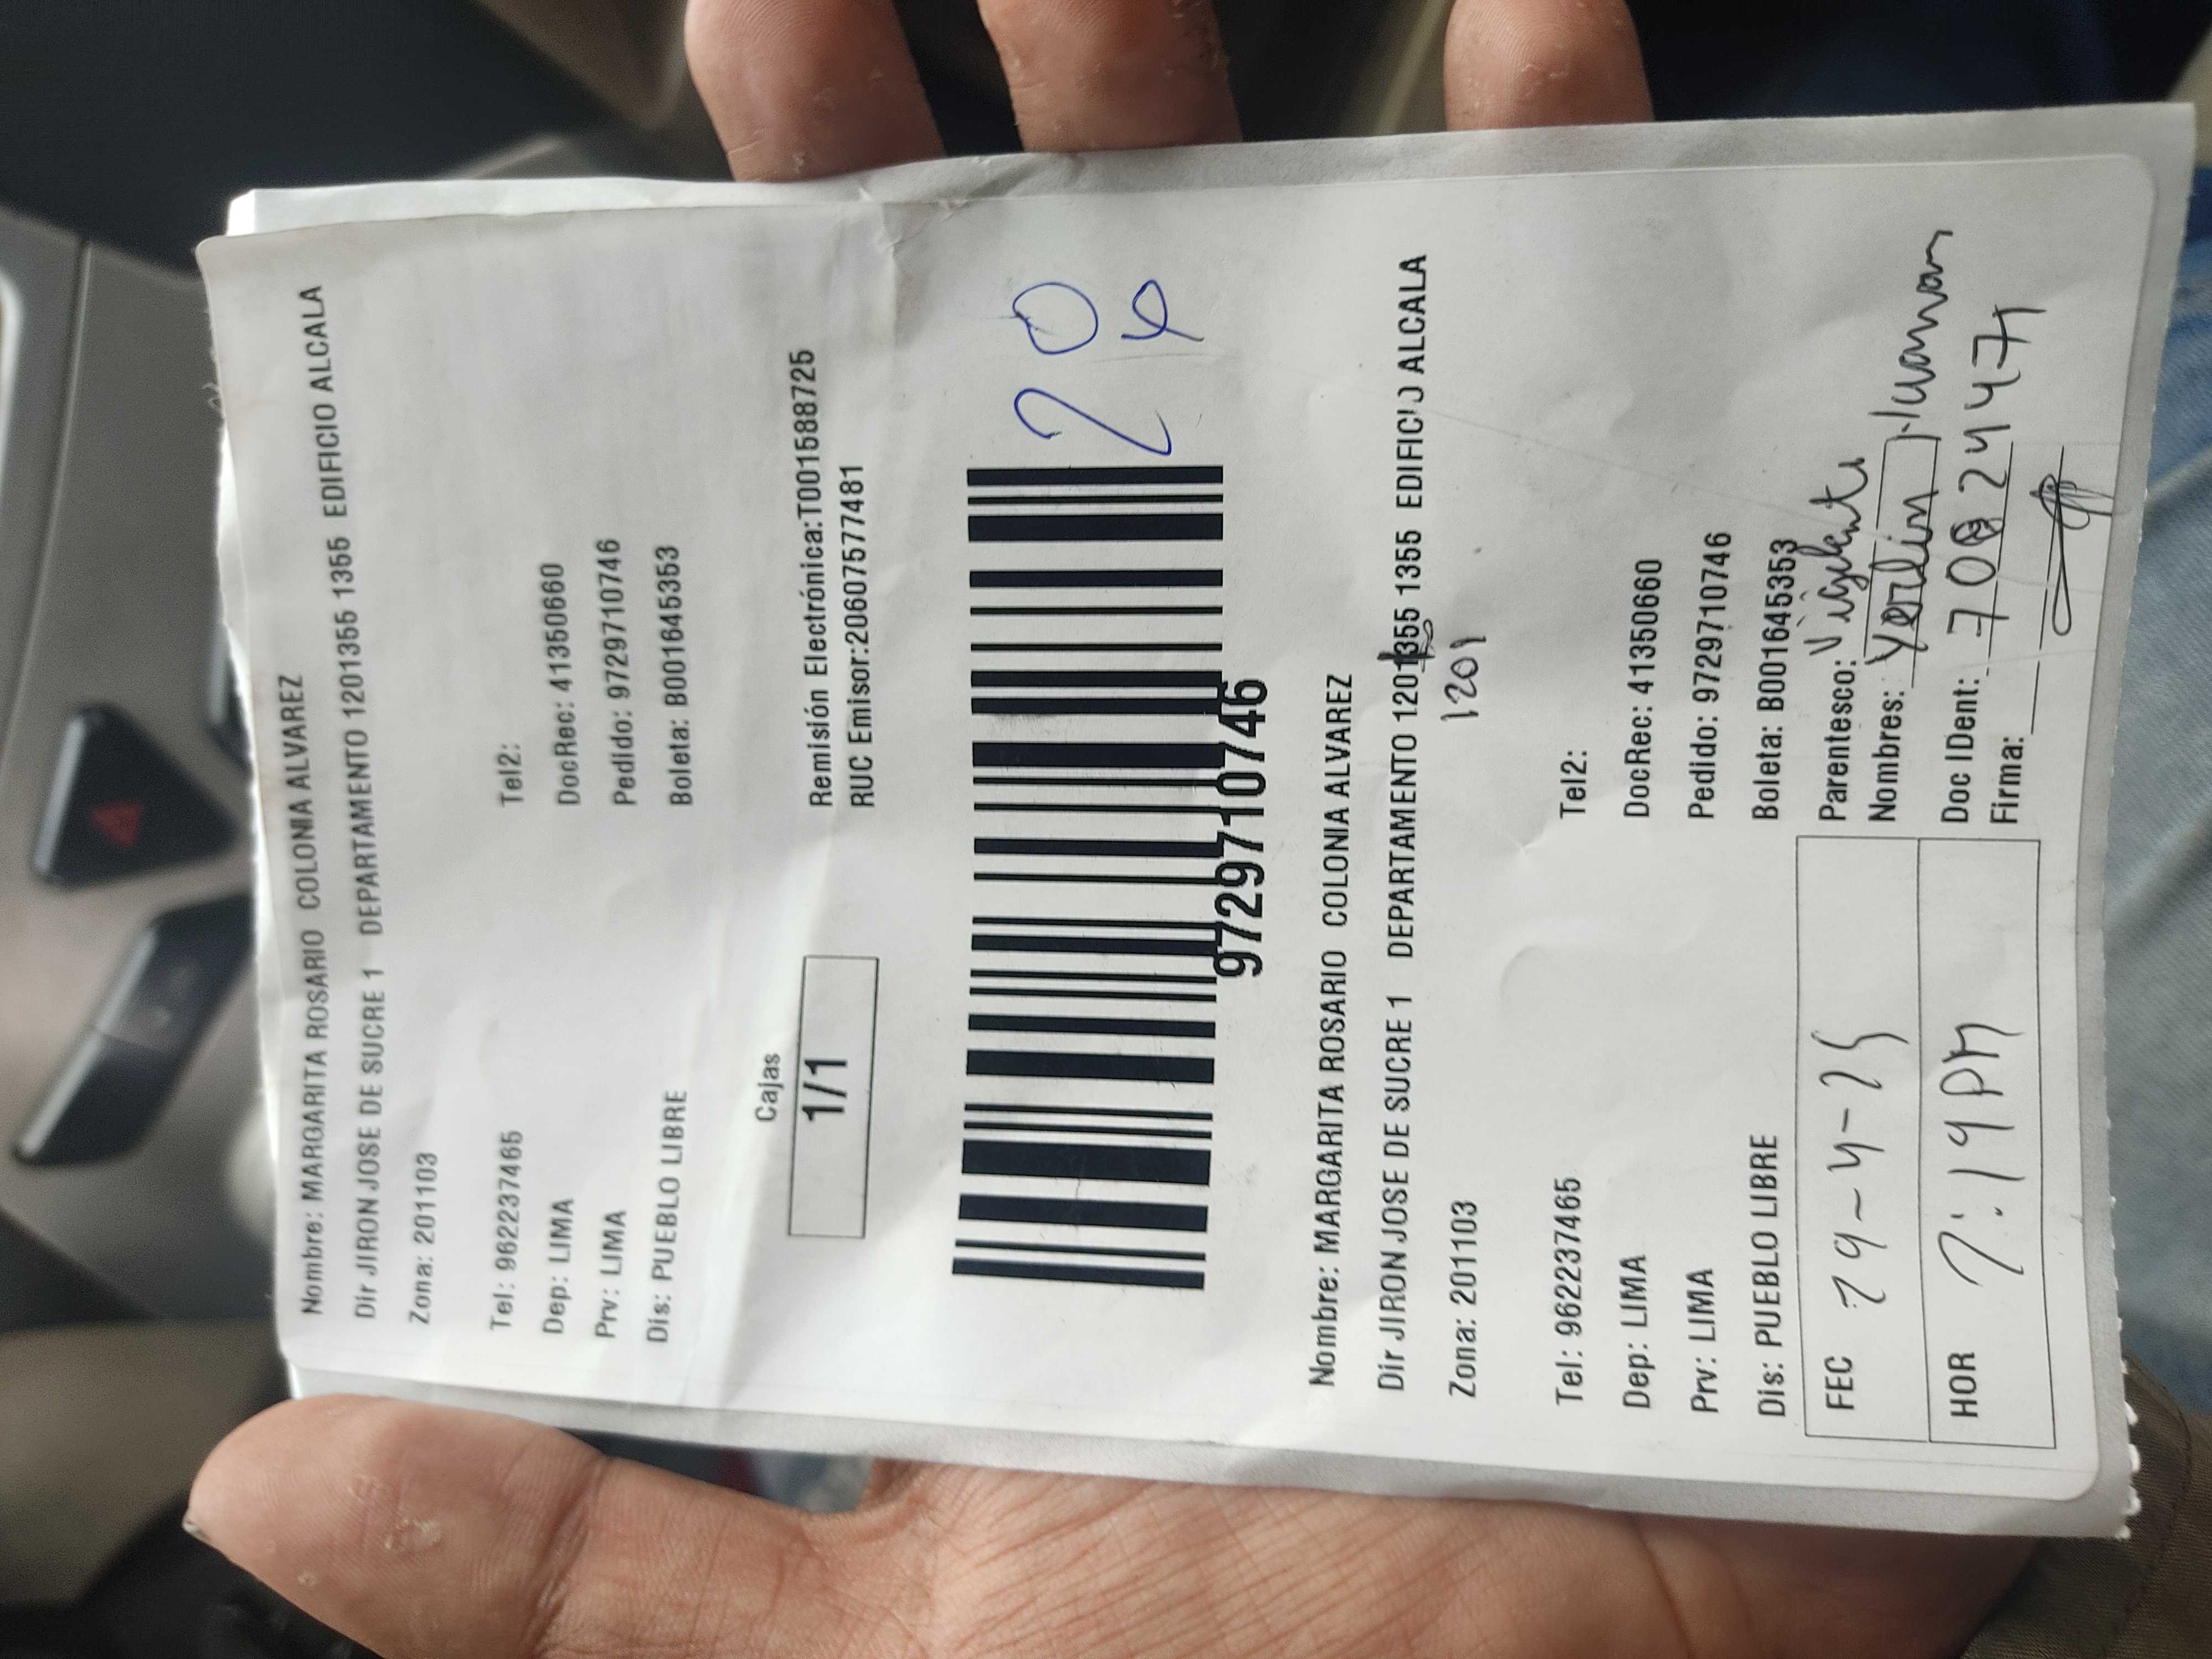 Nombre: MARGARITA ROSARIO COLONIA ALVAREZ
Dir JIRON JOSE DE SUCRE 1 DEPARTAMENTO 1201355 1355 EDIFICIO ALCALA
Zona: 201103
Tel: 962237465 Tel2:
Dep: LIMA DocRec: 41350660
Prv: LIMA Pedido: 9729710746
Dis: PUEBLO LIBRE Boleta: B001645353
Cajas
1/1
Remisión Electrónica:T001588725
RUC Emisor:20607577481
20
9729710746
Nombre: MARGARITA ROSARIO COLONIA ALVAREZ
Dir JIRON JOSE DE SUCRE 1 DEPARTAMENTO 1201355 1355 EDIFICIO ALCALA
1201
Zona: 201103
Tel: 962237465 Tel2:
Dep: LIMA DocRec: 41350660
Prv: LIMA Pedido: 9729710746
Dis: PUEBLO LIBRE Boleta: B001645353
FEC 29-4-25 Parentesco: Vigilante
Nombres: Yerlin
HOR 2:19PM Doc IDent:
Firma: